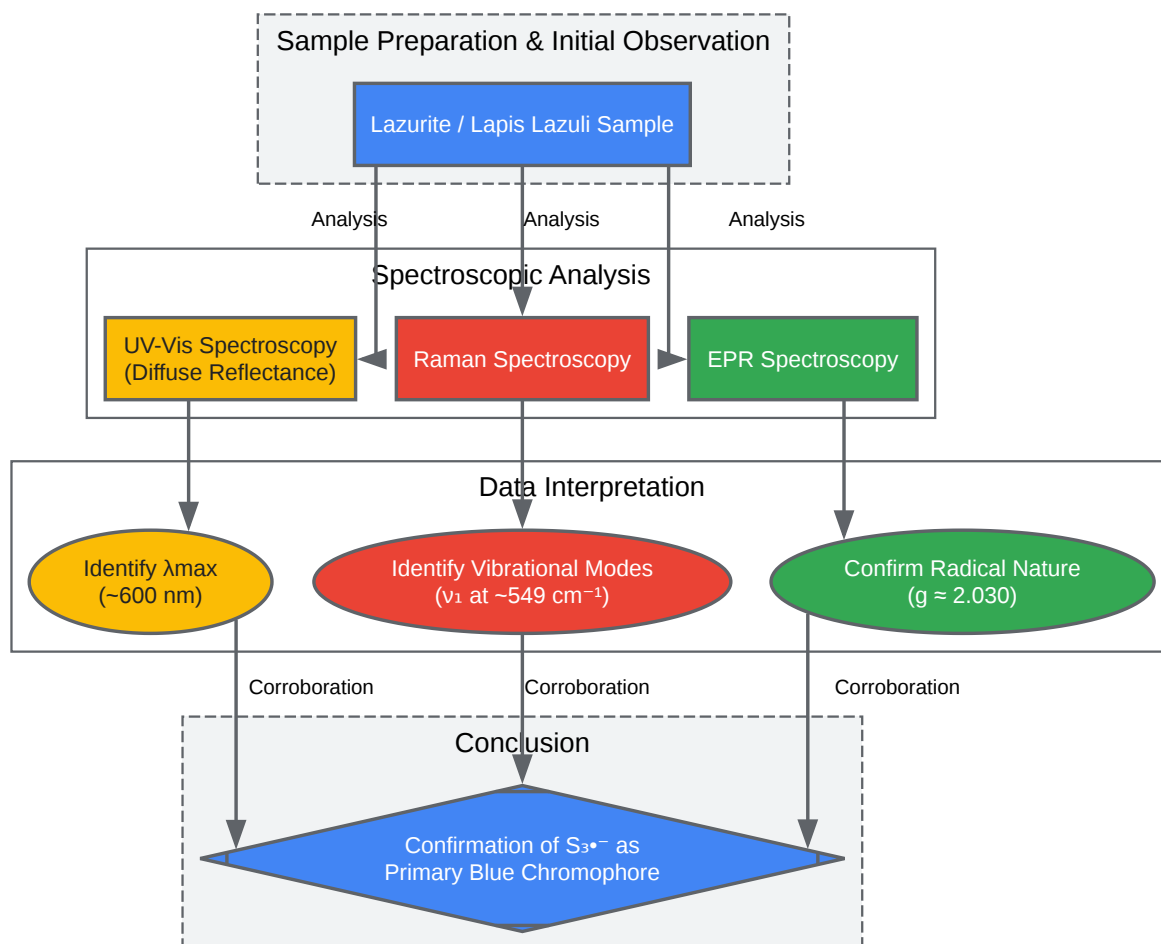 Sample Preparation & Initial Observation
Lazurite / Lapis Lazuli Sample
Analysis
Analysis
Analysis
Spectroscopic Analysis
UV-Vis Spectroscopy
(Diffuse Reflectance)
Raman Spectroscopy
EPR Spectroscopy
Data Interpretation
Identify λmax
(~600 nm)
Identify Vibrational Modes
(ν₁ at ~549 cm⁻¹)
Confirm Radical Nature
(g ≈ 2.030)
Corroboration
Corroboration
Corroboration
Conclusion
Confirmation of S₃•⁻ as
Primary Blue Chromophore